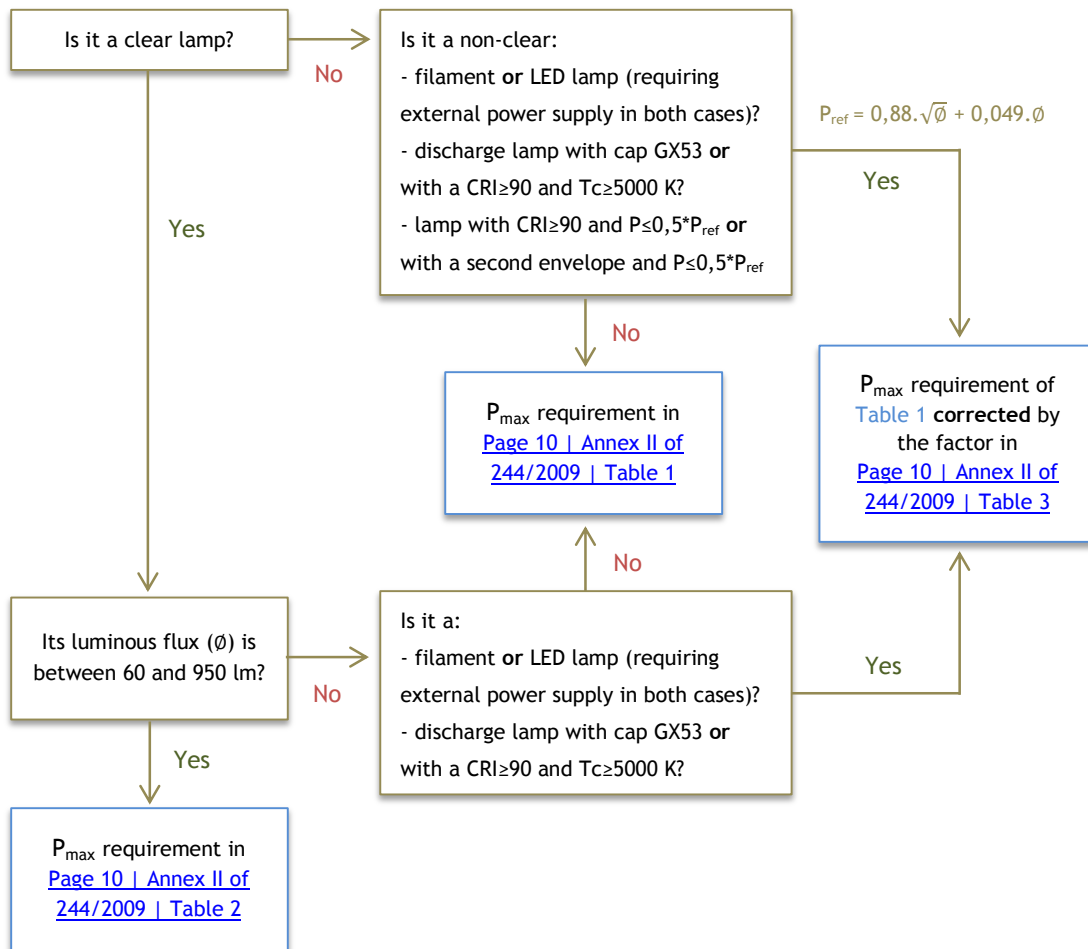 Is it a clear lamp?
No
Is it a non-clear:
- filament or LED lamp (requiring
external power supply in both cases)?
- discharge lamp with cap GX53 or
with a CRI≥90 and Tc≥5000 K?
- lamp with CRI≥90 and P≤0,5*Pref or
with a second envelope and P≤0,5*Pref
Pref = 0,88.√Ø + 0,049.Ø
Yes
Yes
No
Pmax requirement in
Page 10 | Annex II of
244/2009 | Table 1
Pmax requirement of
Table 1 corrected by
the factor in
Page 10 | Annex II of
244/2009 | Table 3
No
Its luminous flux (Ø) is
between 60 and 950 lm?
No
Is it a:
- filament or LED lamp (requiring
external power supply in both cases)?
- discharge lamp with cap GX53 or
with a CRI≥90 and Tc≥5000 K?
Yes
Yes
Pmax requirement in
Page 10 | Annex II of
244/2009 | Table 2